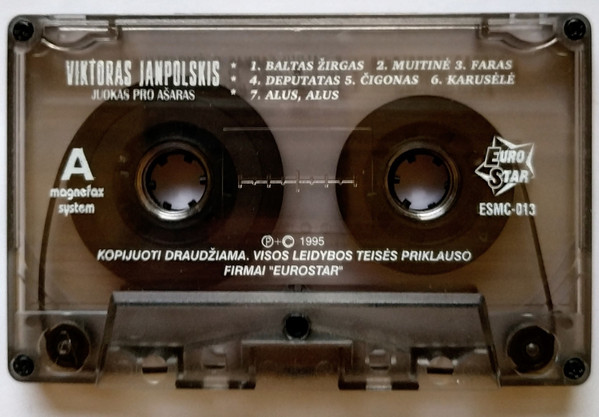 VIKTORAS JANPOLSKIS
JUOKAS PRO AŠARAS
: 1. BALTAS ŽIRGAS 2. MUITINĖ 3. FARAS
: 4. DEPUTATAS 5. ČIGONAS 6. KARUSĖLĖ
* 7. ALUS, ALUS
A
magnefax
system
EURO
STAR
ESMC-013
Ⓟ+© 1995
KOPIJUOTI DRAUDŽIAMA. VISOS LEIDYBOS TEISĖS PRIKLAUSO
FIRMAI "EUROSTAR"